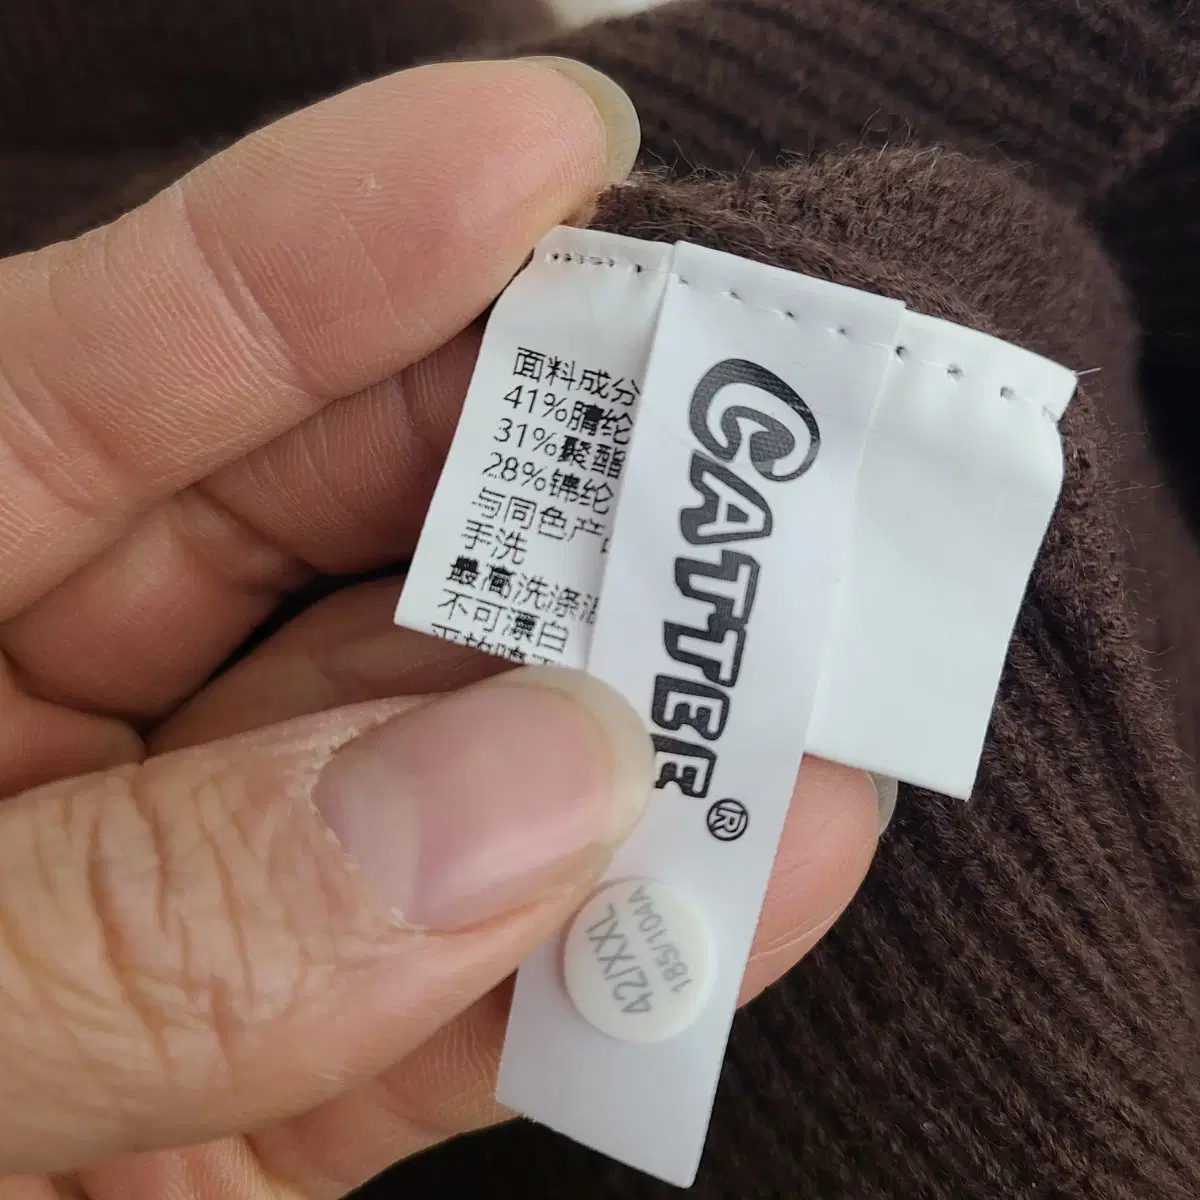 面料成分
41%腈纶
31%聚酯
28%锦纶
与同色产
手洗
最高洗涤
不可漂白
CATTEE®
42/XXL
185/104A